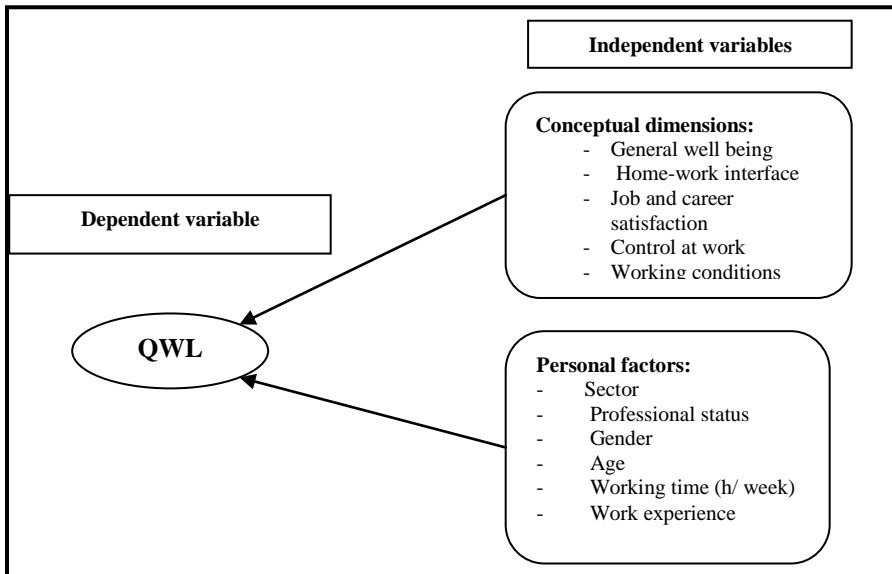 Independent variables
Conceptual dimensions:
- General well being
- Home-work interface
- Job and career
satisfaction
- Control at work
- Working conditions
Dependent variable
QWL
Personal factors:
- Sector
- Professional status
- Gender
- Age
- Working time (h/ week)
- Work experience